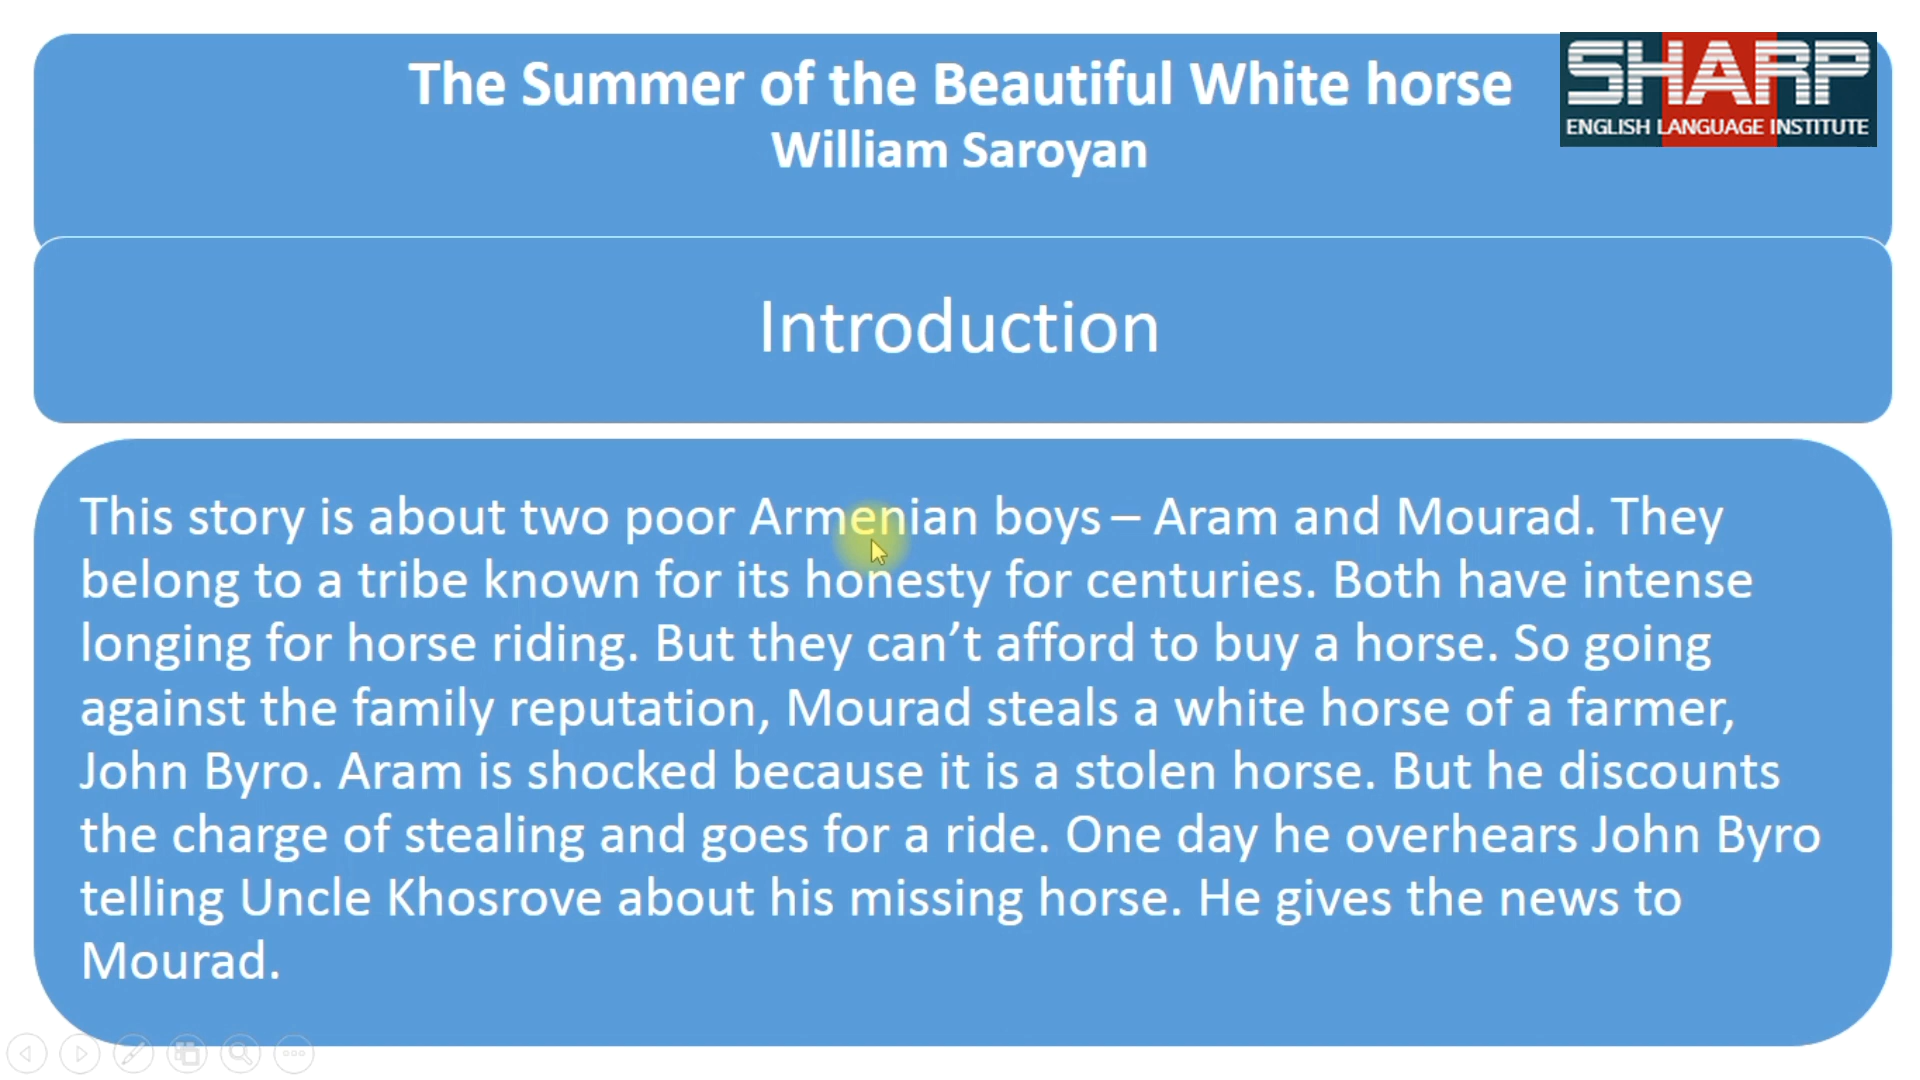 The Summer of the Beautiful White horse
William Saroyan
SHARP
ENGLISH LANGUAGE INSTITUTE
Introduction
This story is about two poor Armenian boys – Aram and Mourad. They
belong to a tribe known for its honesty for centuries. Both have intense
longing for horse riding. But they can’t afford to buy a horse. So going
against the family reputation, Mourad steals a white horse of a farmer,
John Byro. Aram is shocked because it is a stolen horse. But he discounts
the charge of stealing and goes for a ride. One day he overhears John Byro
telling Uncle Khosrove about his missing horse. He gives the news to
Mourad.